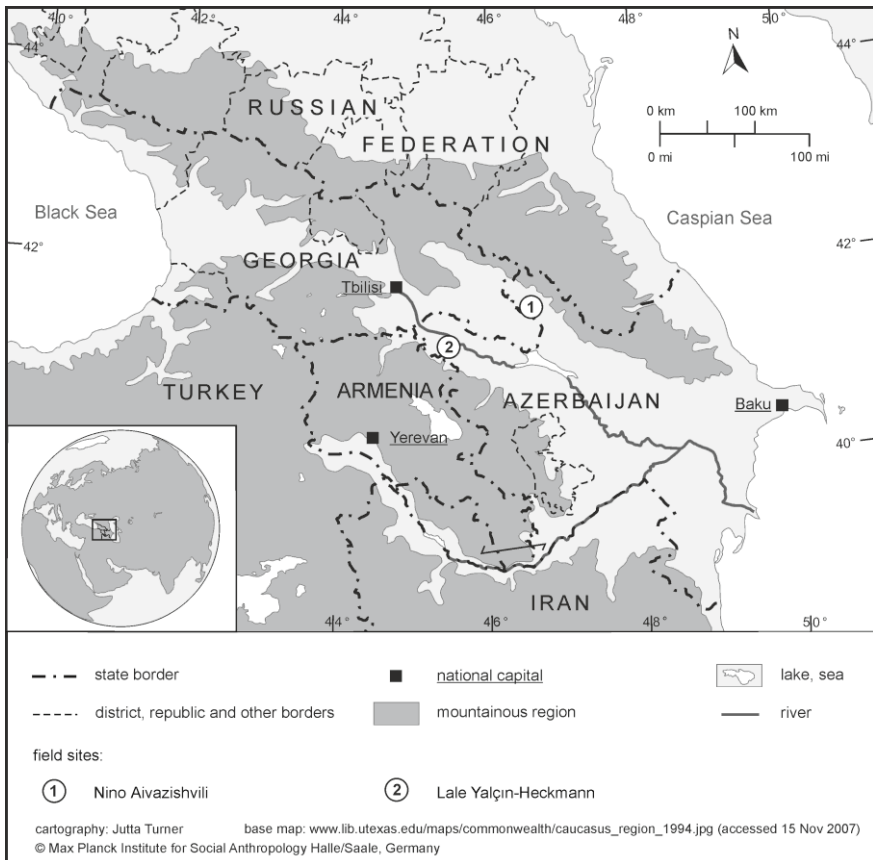 40° 42° 44° 46° 48° 50°
44° 44°
N
RUSSIAN
FEDERATION
0 km 100 km
0 mi 100 mi
Black Sea
Caspian Sea
42° 42°
GEORGIA
Tbilisi
1
2
TURKEY
ARMENIA
AZERBAIJAN
Baku
Yerevan
40°
IRAN
44° 46° 48° 50°
state border
national capital
lake, sea
district, republic and other borders
mountainous region
river
field sites:
1 Nino Aivazishvili
2 Lale Yalçın-Heckmann
cartography: Jutta Turner base map: www.lib.utexas.edu/maps/commonwealth/caucasus_region_1994.jpg (accessed 15 Nov 2007)
© Max Planck Institute for Social Anthropology Halle/Saale, Germany